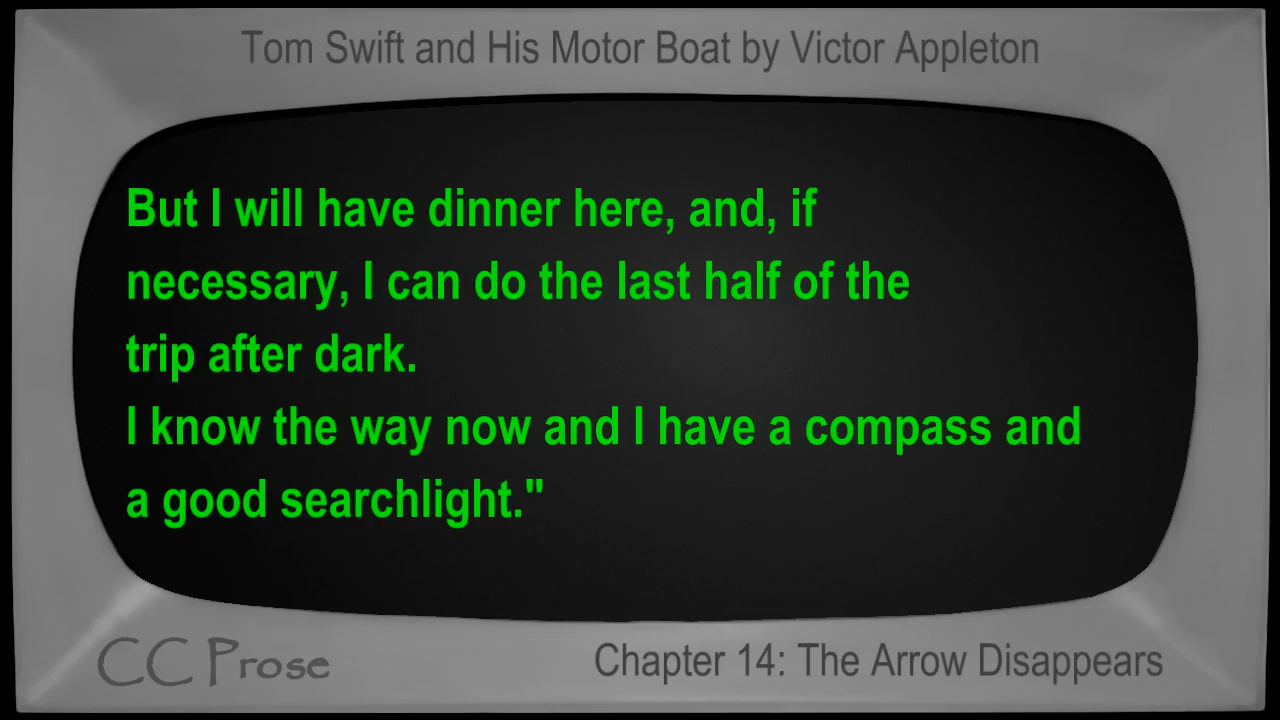 Tom Swift and His Motor Boat by Victor Appleton
But I will have dinner here, and, if
necessary, I can do the last half of the
trip after dark.
I know the way now and I have a compass and
a good searchlight."
CC Prose
Chapter 14: The Arrow Disappears